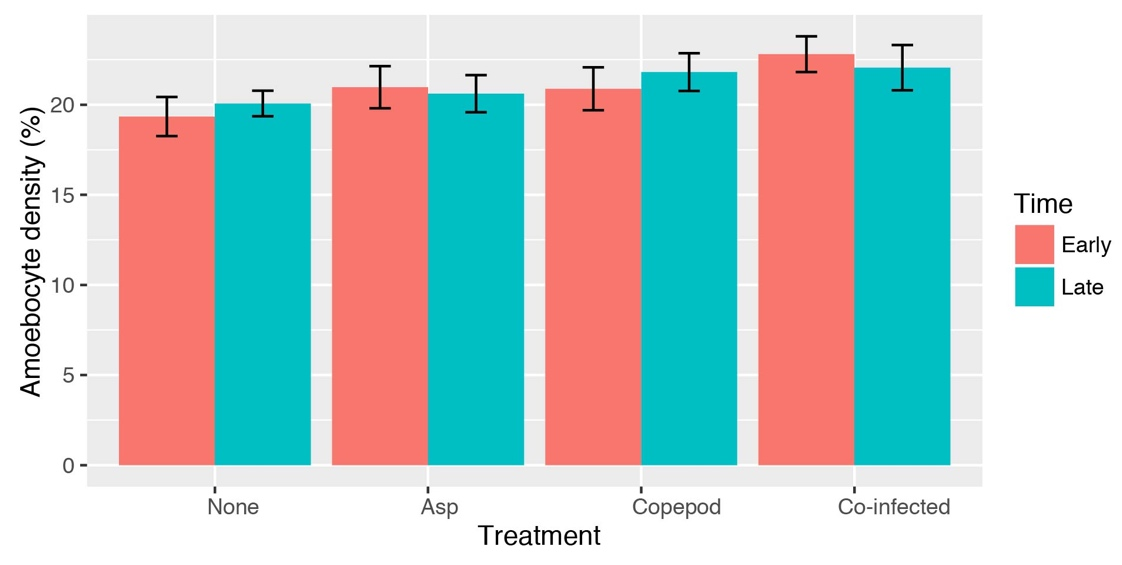 Amoebocyte density (%)
20
15
10
5
0
None Asp Copepod Co-infected
Treatment
Time
Early
Late